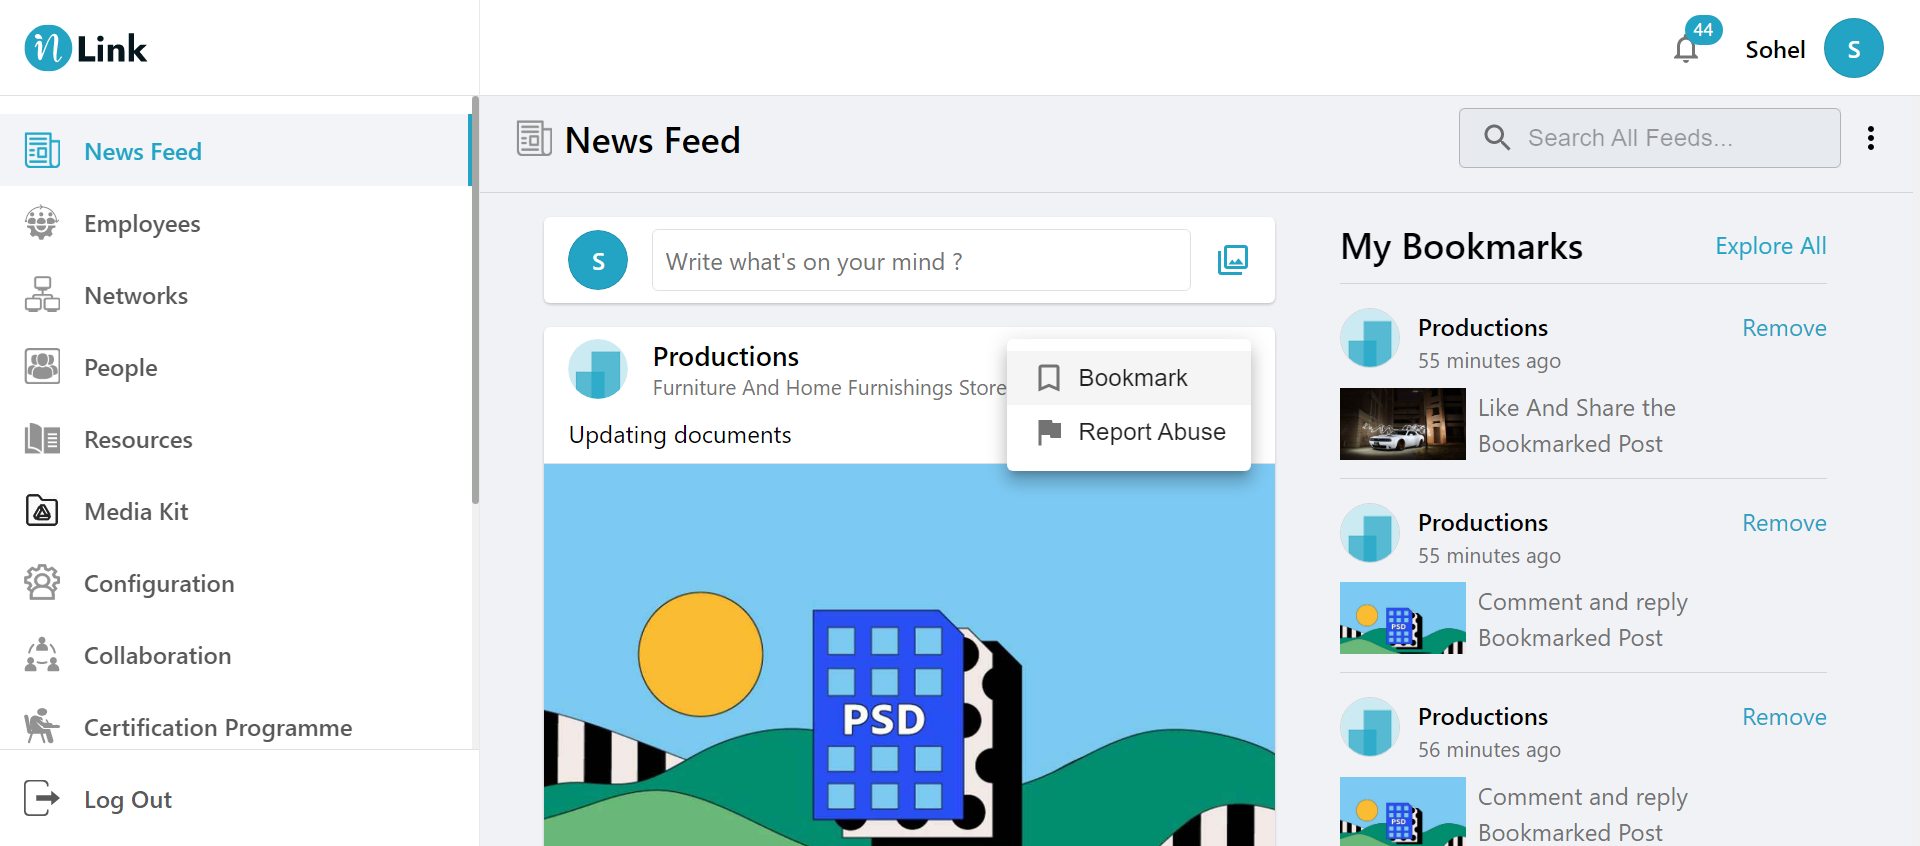 n Link
44
Sohel
S
News Feed
Employees
Networks
People
Resources
Media Kit
Configuration
Collaboration
Certification Programme
Log Out
News Feed
Search All Feeds...
S
Write what's on your mind ?
Productions
Furniture And Home Furnishings Store
Updating documents
Bookmark
Report Abuse
PSD
My Bookmarks
Explore All
Productions
Remove
55 minutes ago
Like And Share the
Bookmarked Post
Productions
Remove
55 minutes ago
PSD
Comment and reply
Bookmarked Post
Productions
Remove
56 minutes ago
PSD
Comment and reply
Bookmarked Post